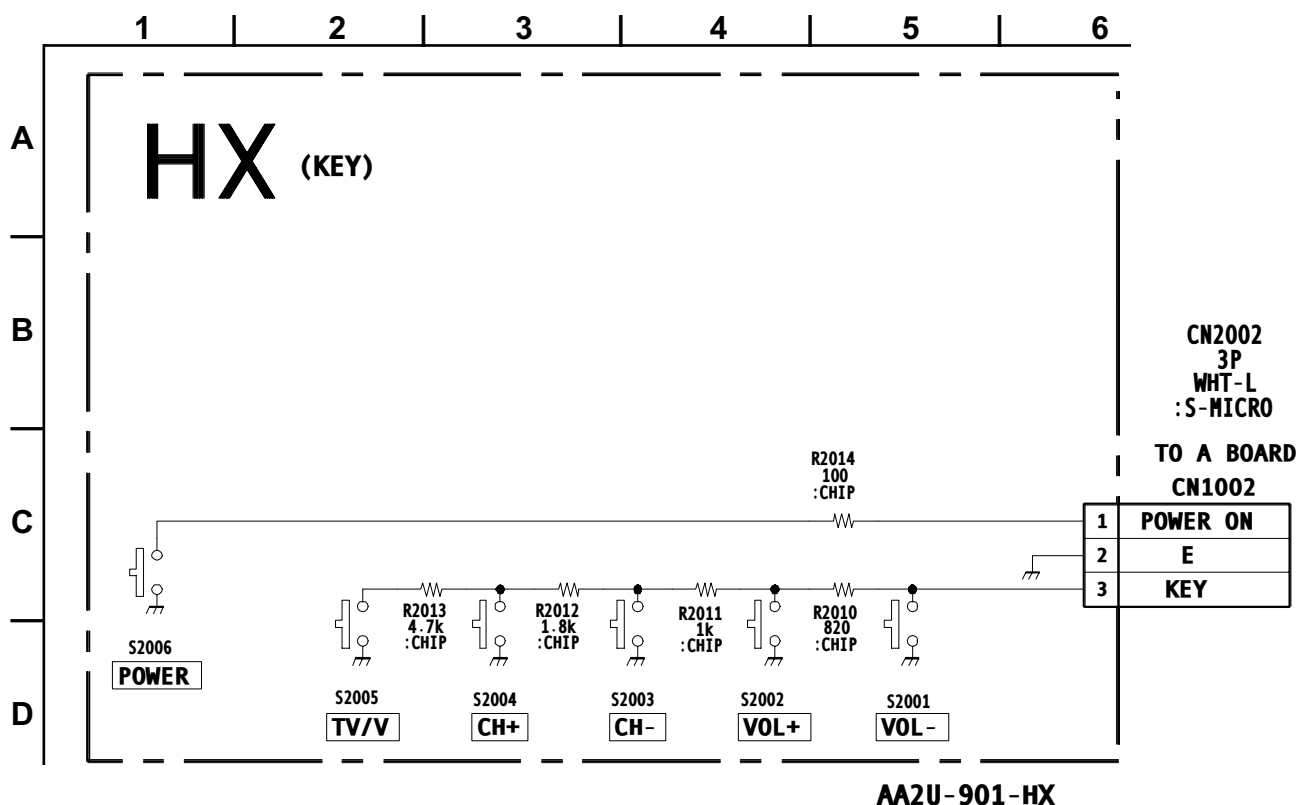 1 2 3 4 5 6
A
HX (KEY)
B
CN2002
3P
WHT-L
:S-MICRO
TO A BOARD
CN1002
R2014
100
:CHIP
C
1 POWER ON
2 E
3 KEY
R2013
4.7k
:CHIP
R2012
1.8k
:CHIP
R2011
1k
:CHIP
R2010
820
:CHIP
S2006
POWER
D
S2005
TV/V
S2004
CH+
S2003
CH-
S2002
VOL+
S2001
VOL-
AA2U-901-HX